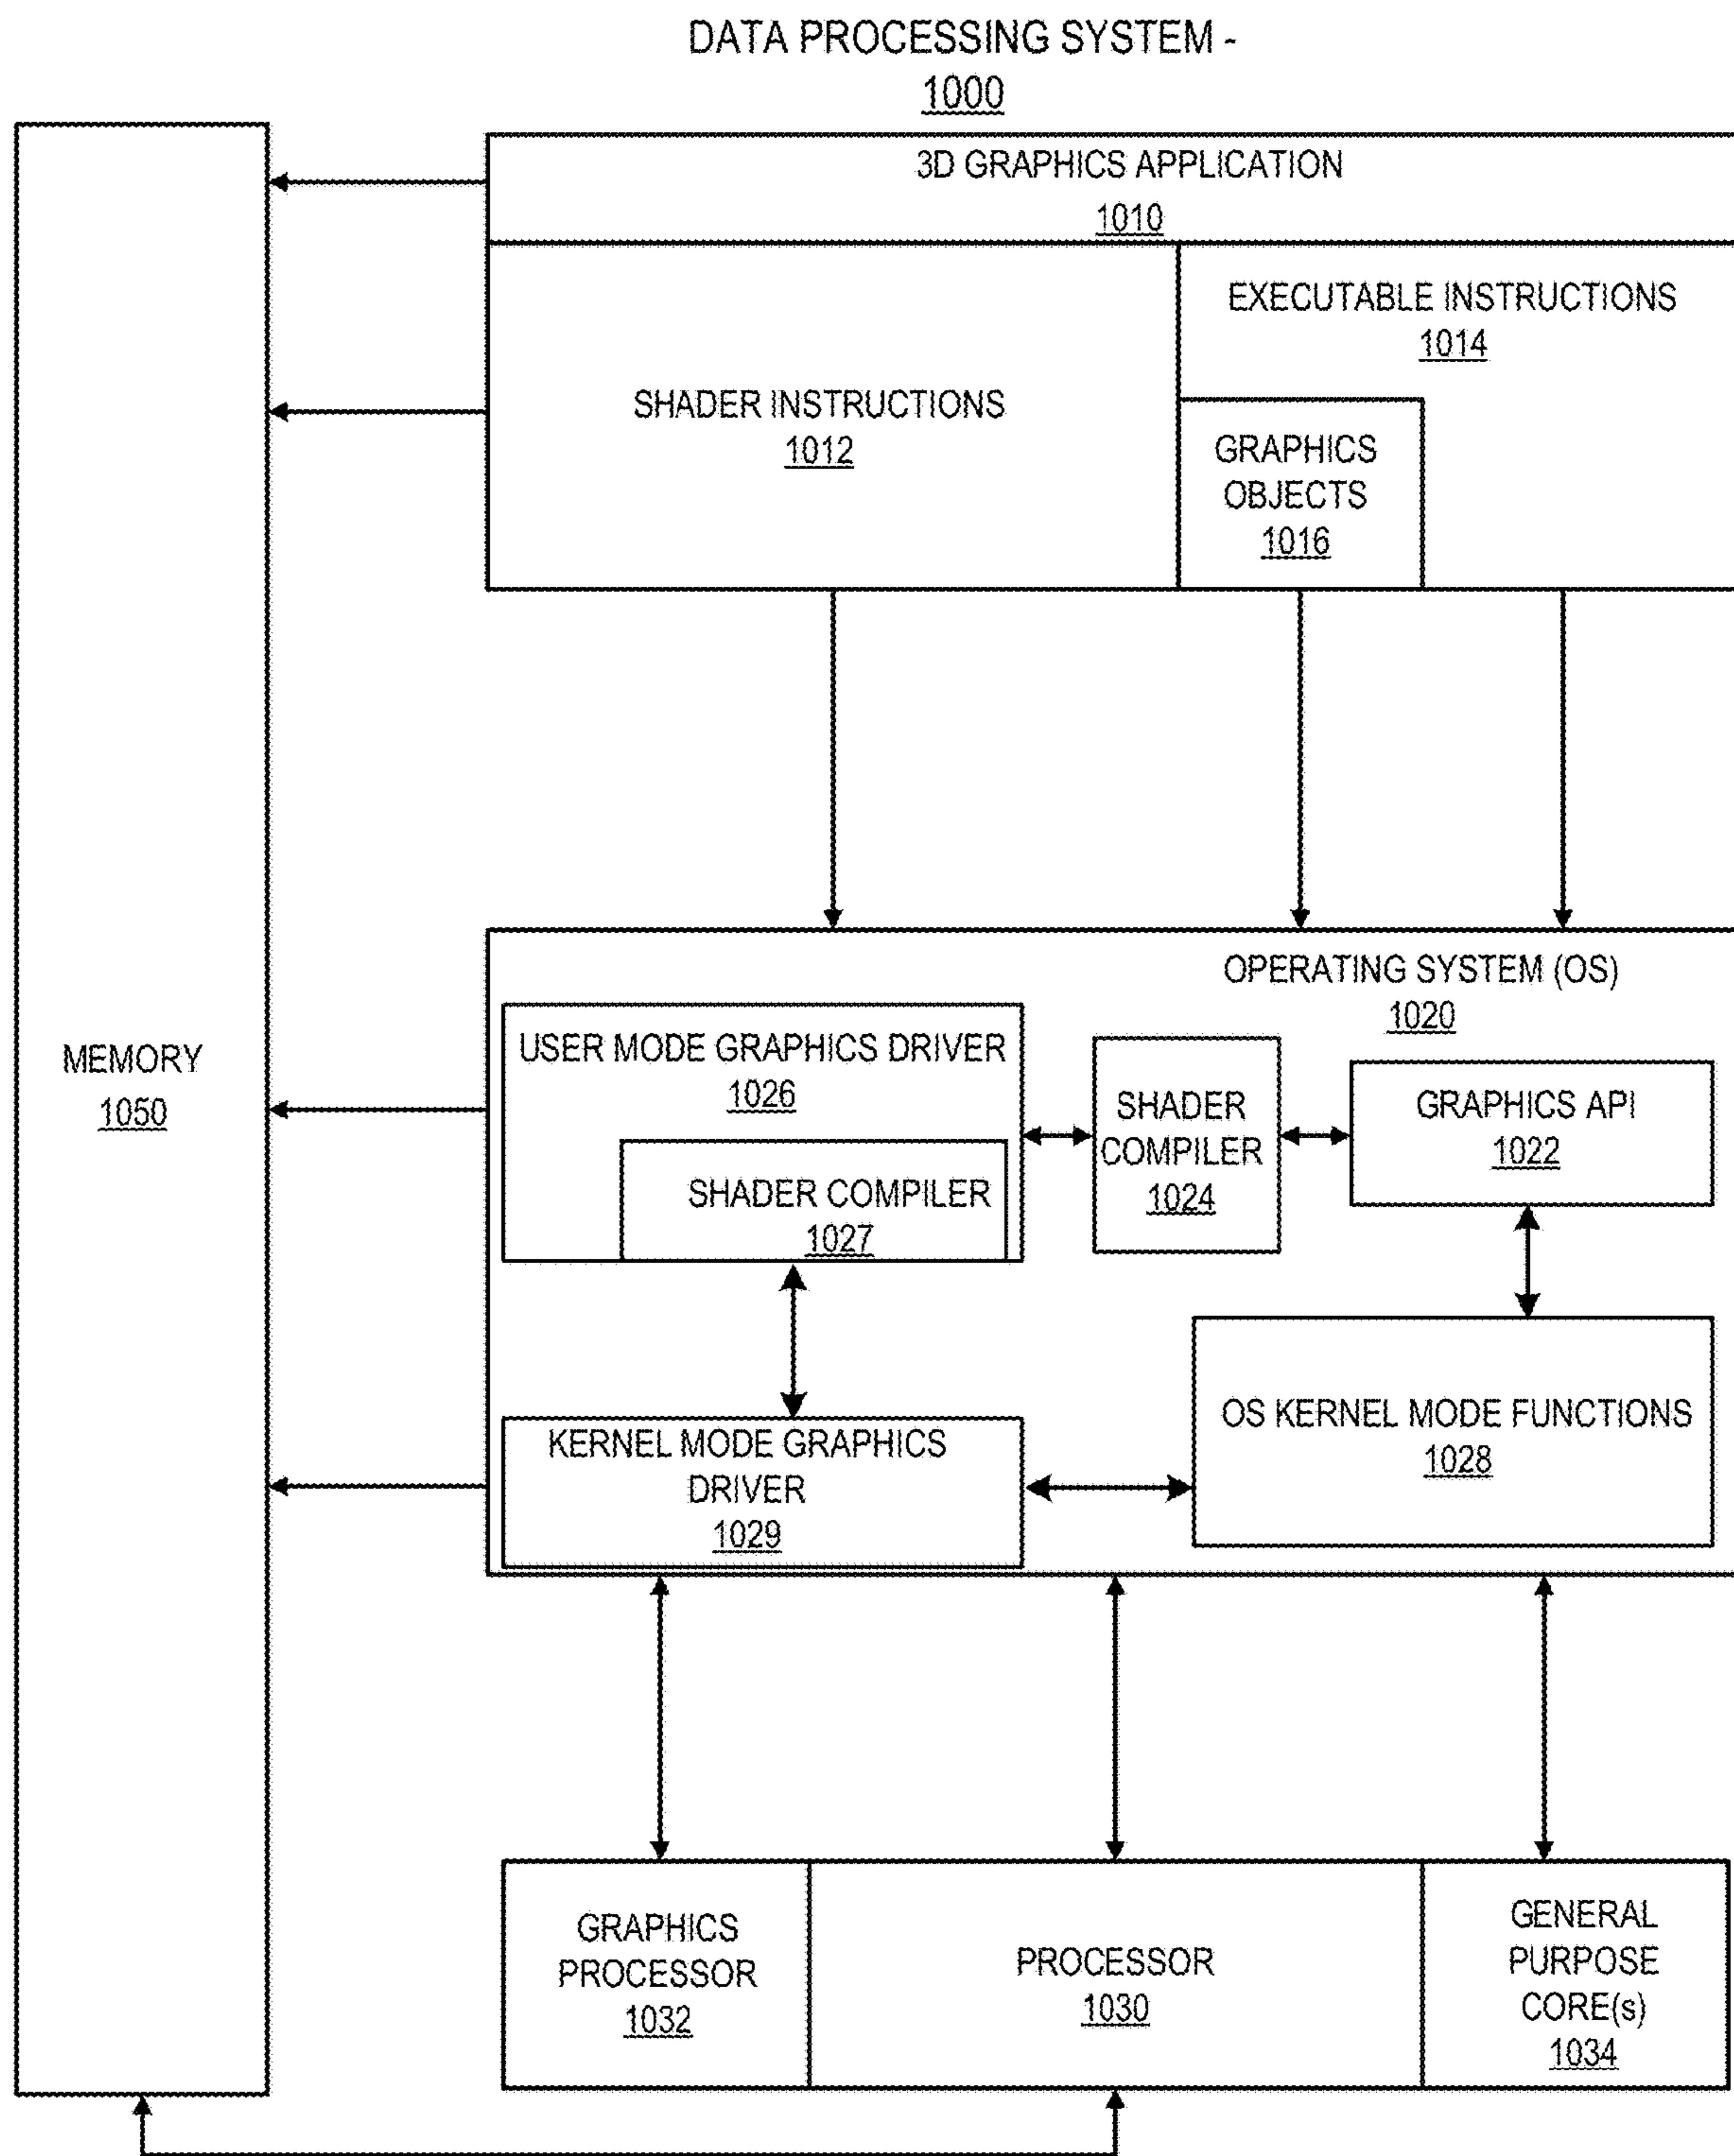 DATA PROCESSING SYSTEM -
1000
3D GRAPHICS APPLICATION
1010
EXECUTABLE INSTRUCTIONS
1014
SHADER INSTRUCTIONS
1012
GRAPHICS
OBJECTS
1016
OPERATING SYSTEM (OS)
1020
USER MODE GRAPHICS DRIVER
1026
SHADER COMPILER
1027
SHADER
COMPILER
1024
GRAPHICS API
1022
MEMORY
1050
OS KERNEL MODE FUNCTIONS
1028
KERNEL MODE GRAPHICS
DRIVER
1029
GRAPHICS
PROCESSOR
1032
PROCESSOR
1030
GENERAL
PURPOSE
CORE(s)
1034